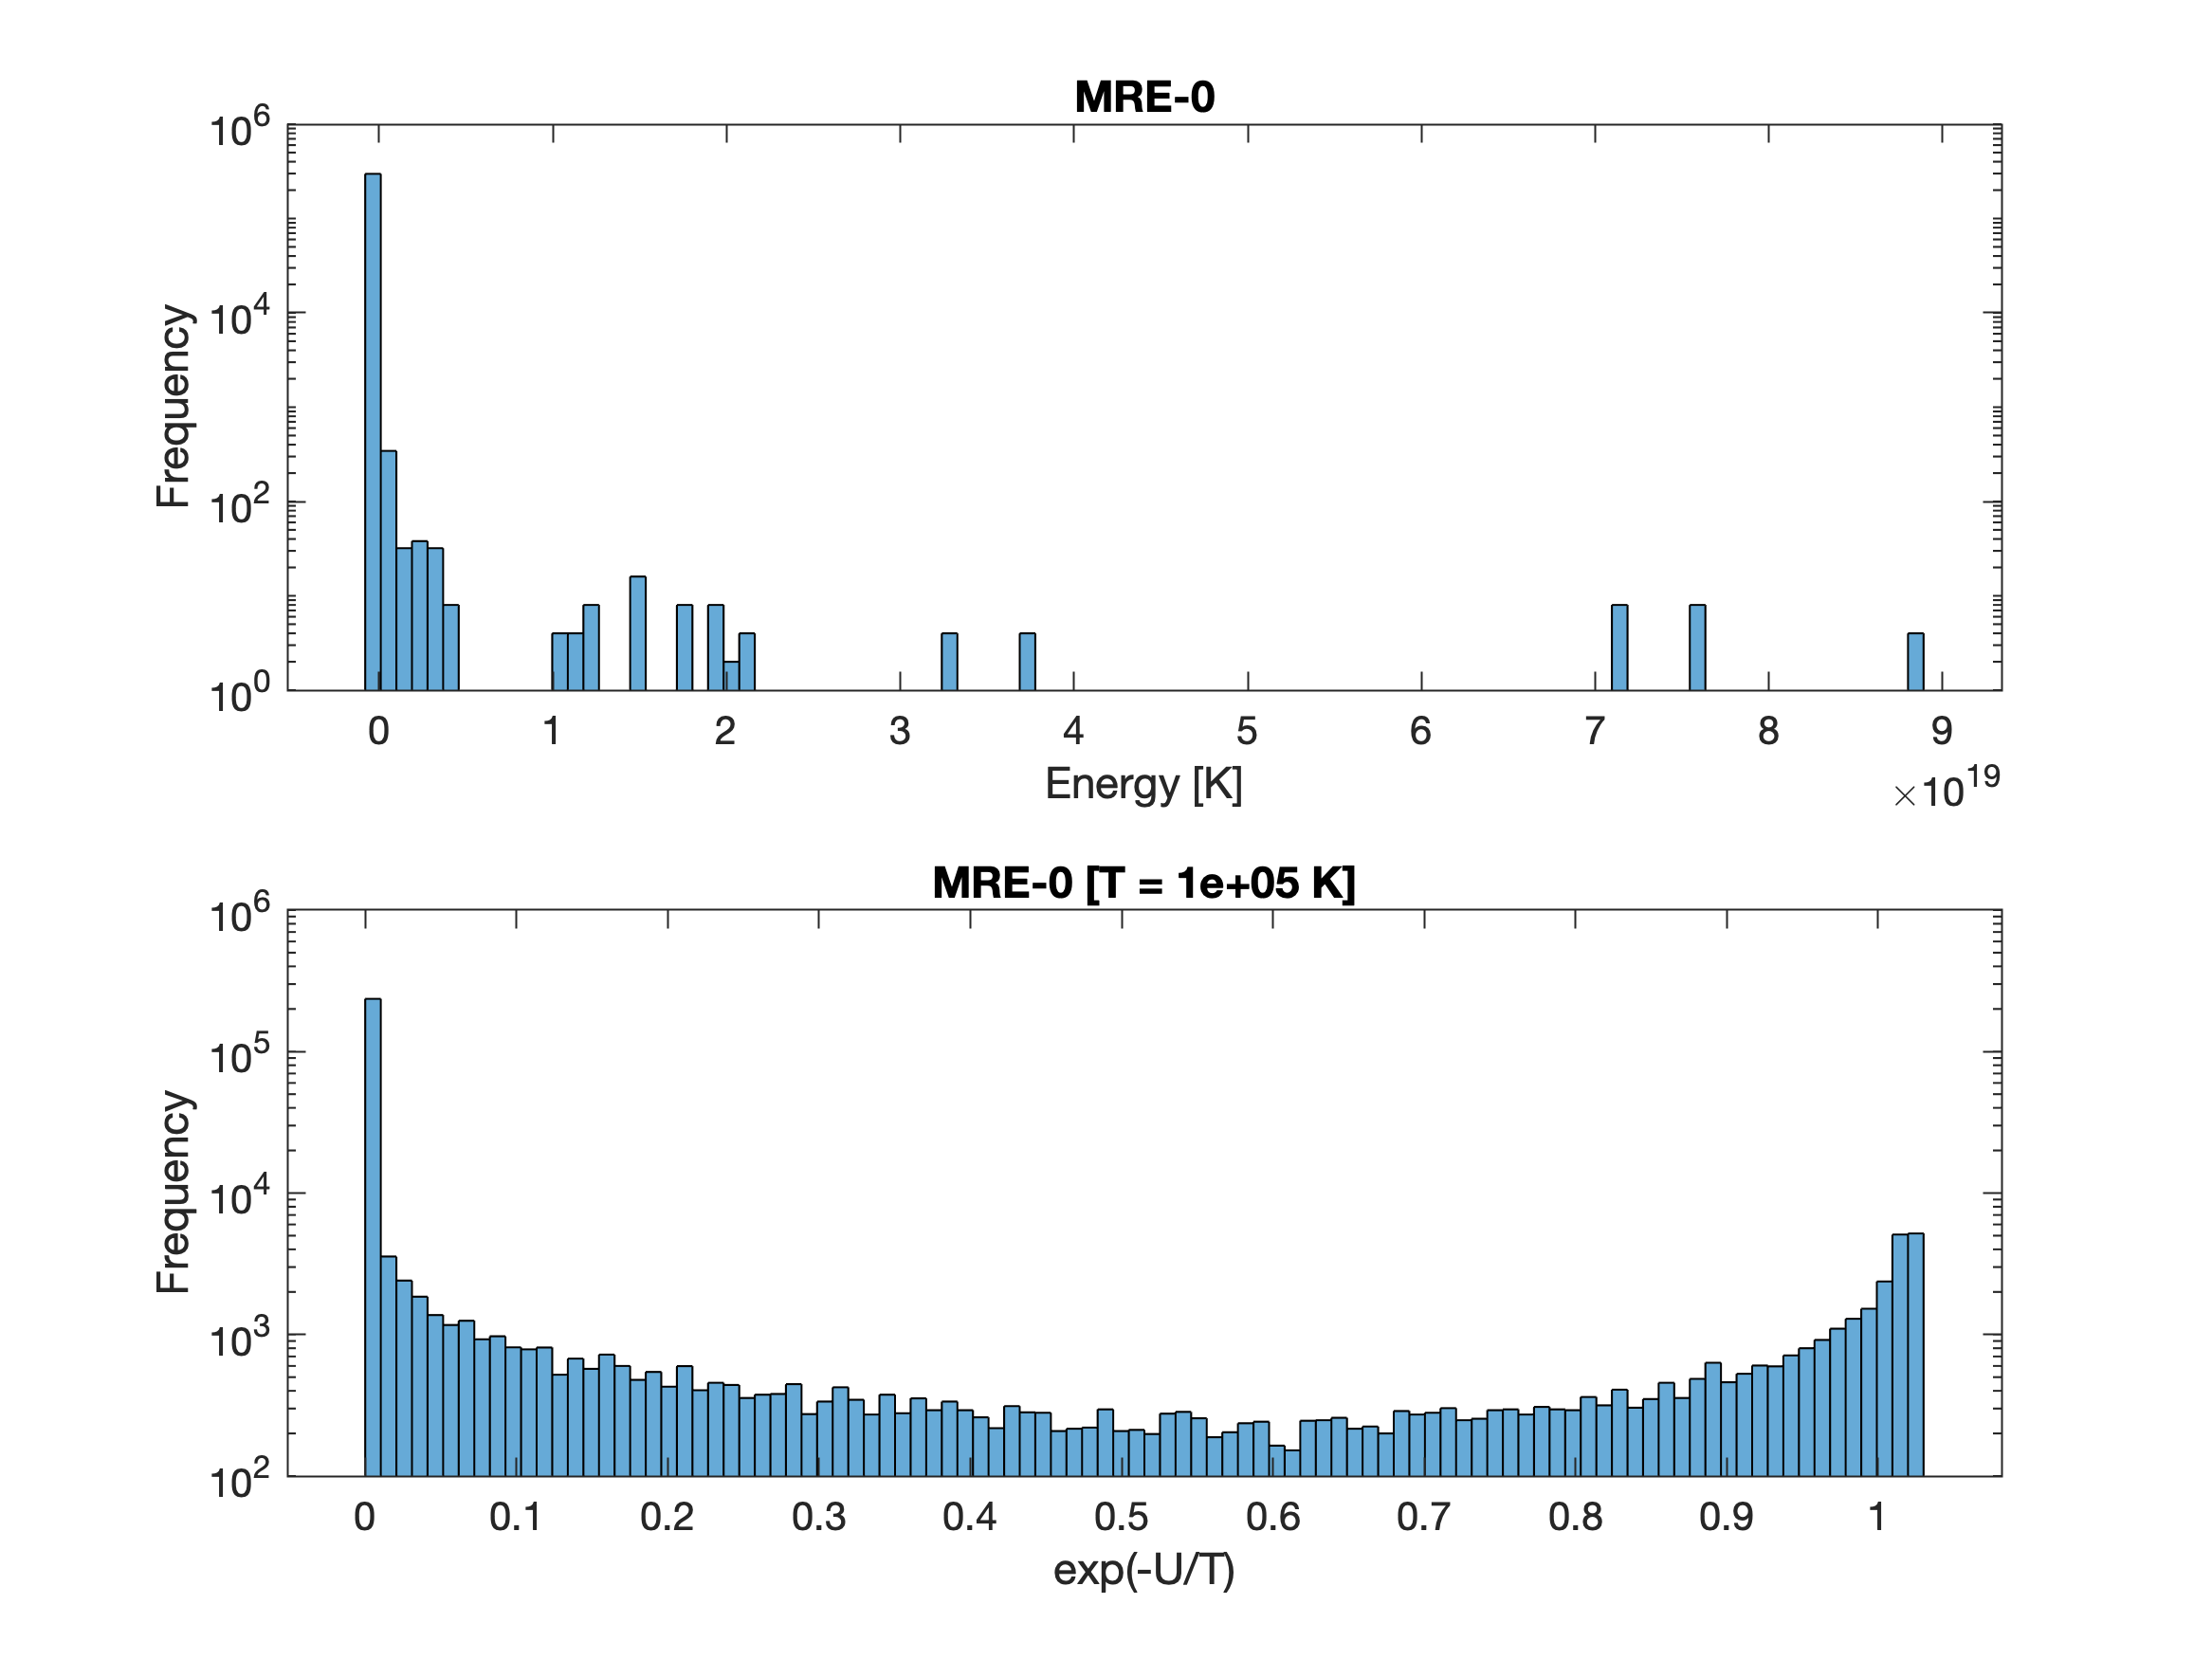 MRE-0
10^6
10^4
10^2
10^0
Frequency
0 1 2 3 4 5 6 7 8 9
×10^19
Energy [K]
MRE-0 [T = 1e+05 K]
10^6
10^5
10^4
10^3
10^2
Frequency
0 0.1 0.2 0.3 0.4 0.5 0.6 0.7 0.8 0.9 1
exp(-U/T)